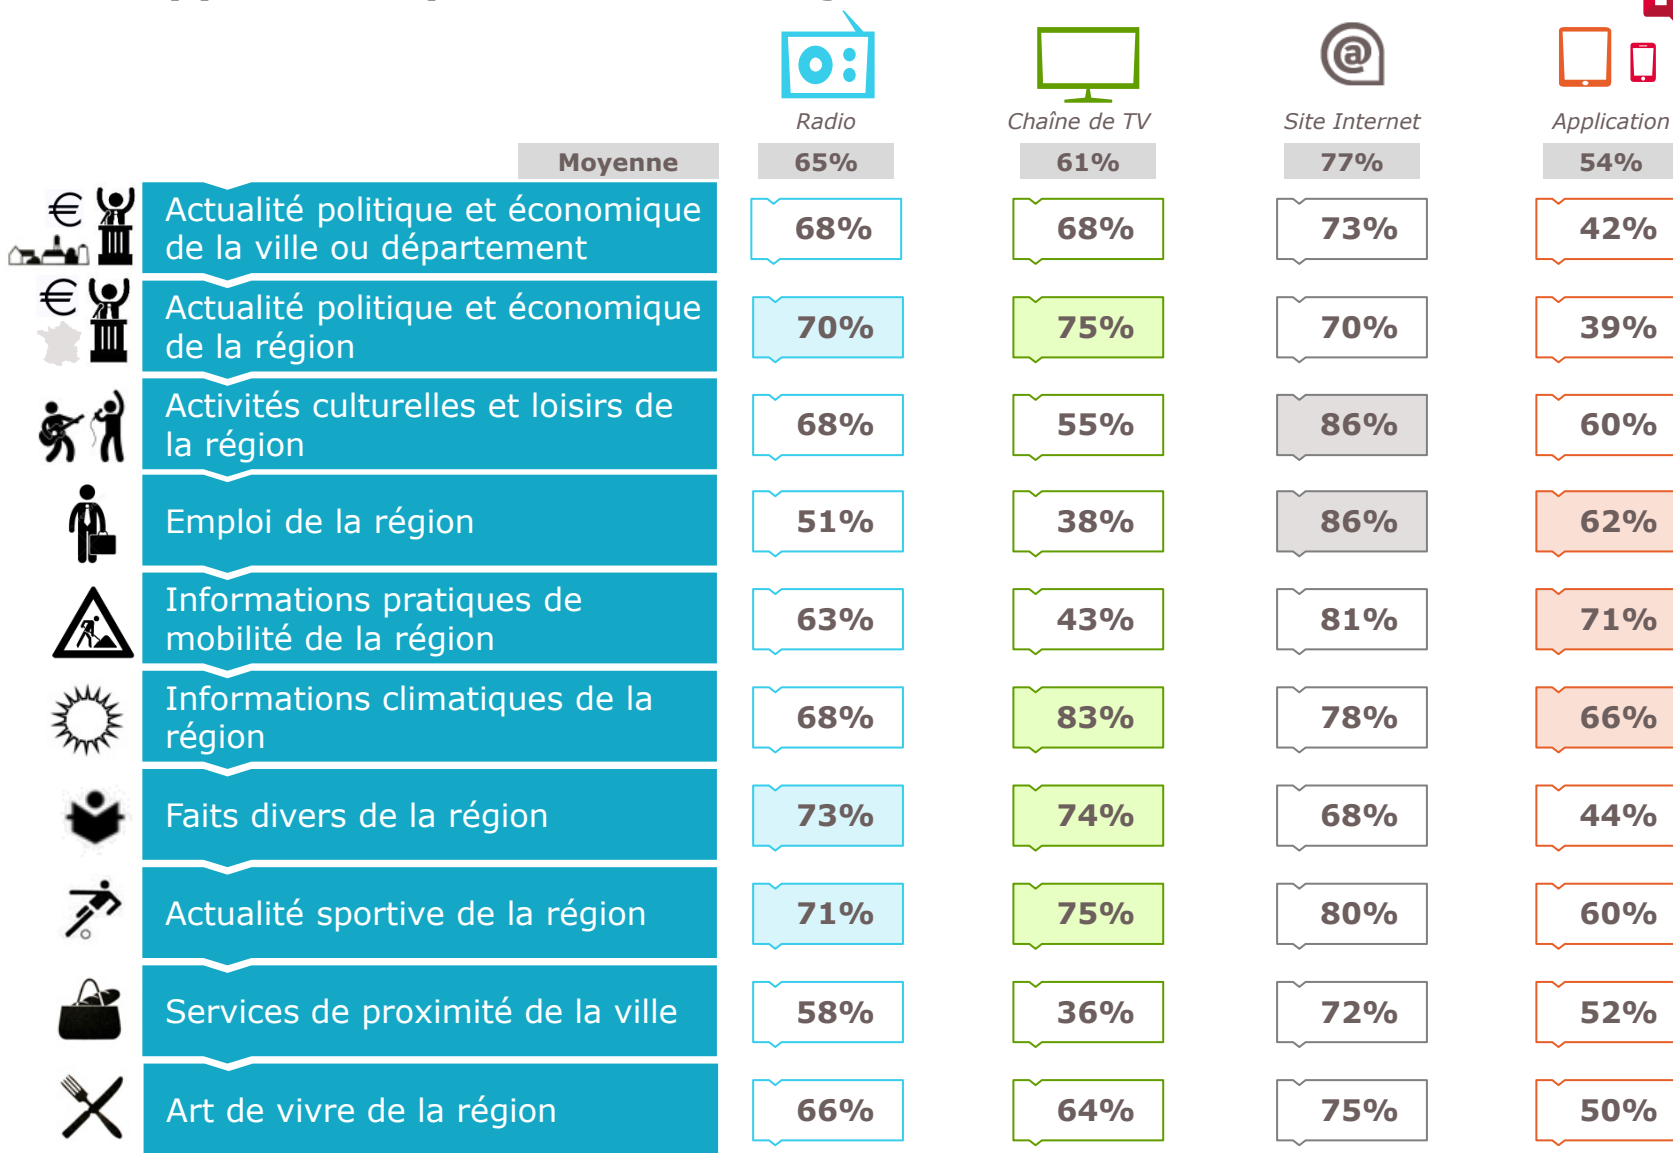 Radio Chaîne de TV Site Internet Application
Moyenne 65% 61% 77% 54%
Actualité politique et économique
de la ville ou département
68% 68% 73% 42%
Actualité politique et économique
de la région
70% 75% 70% 39%
Activités culturelles et loisirs de
la région
68% 55% 86% 60%
Emploi de la région
51% 38% 86% 62%
Informations pratiques de
mobilité de la région
63% 43% 81% 71%
Informations climatiques de la
région
68% 83% 78% 66%
Faits divers de la région
73% 74% 68% 44%
Actualité sportive de la région
71% 75% 80% 60%
Services de proximité de la ville
58% 36% 72% 52%
Art de vivre de la région
66% 64% 75% 50%